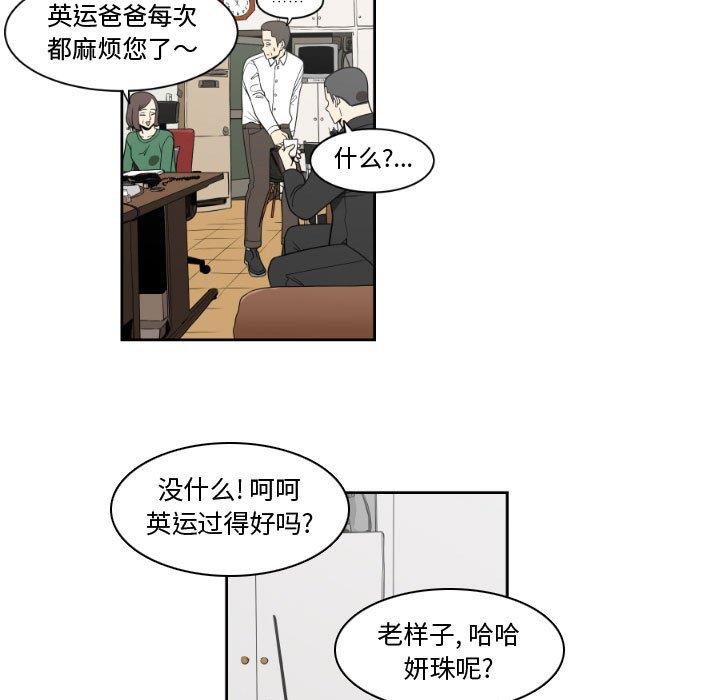 英运爸爸每次
都麻烦您了～
……
什么?...
没什么! 呵呵
英运过得好吗?
老样子, 哈哈
妍珠呢?